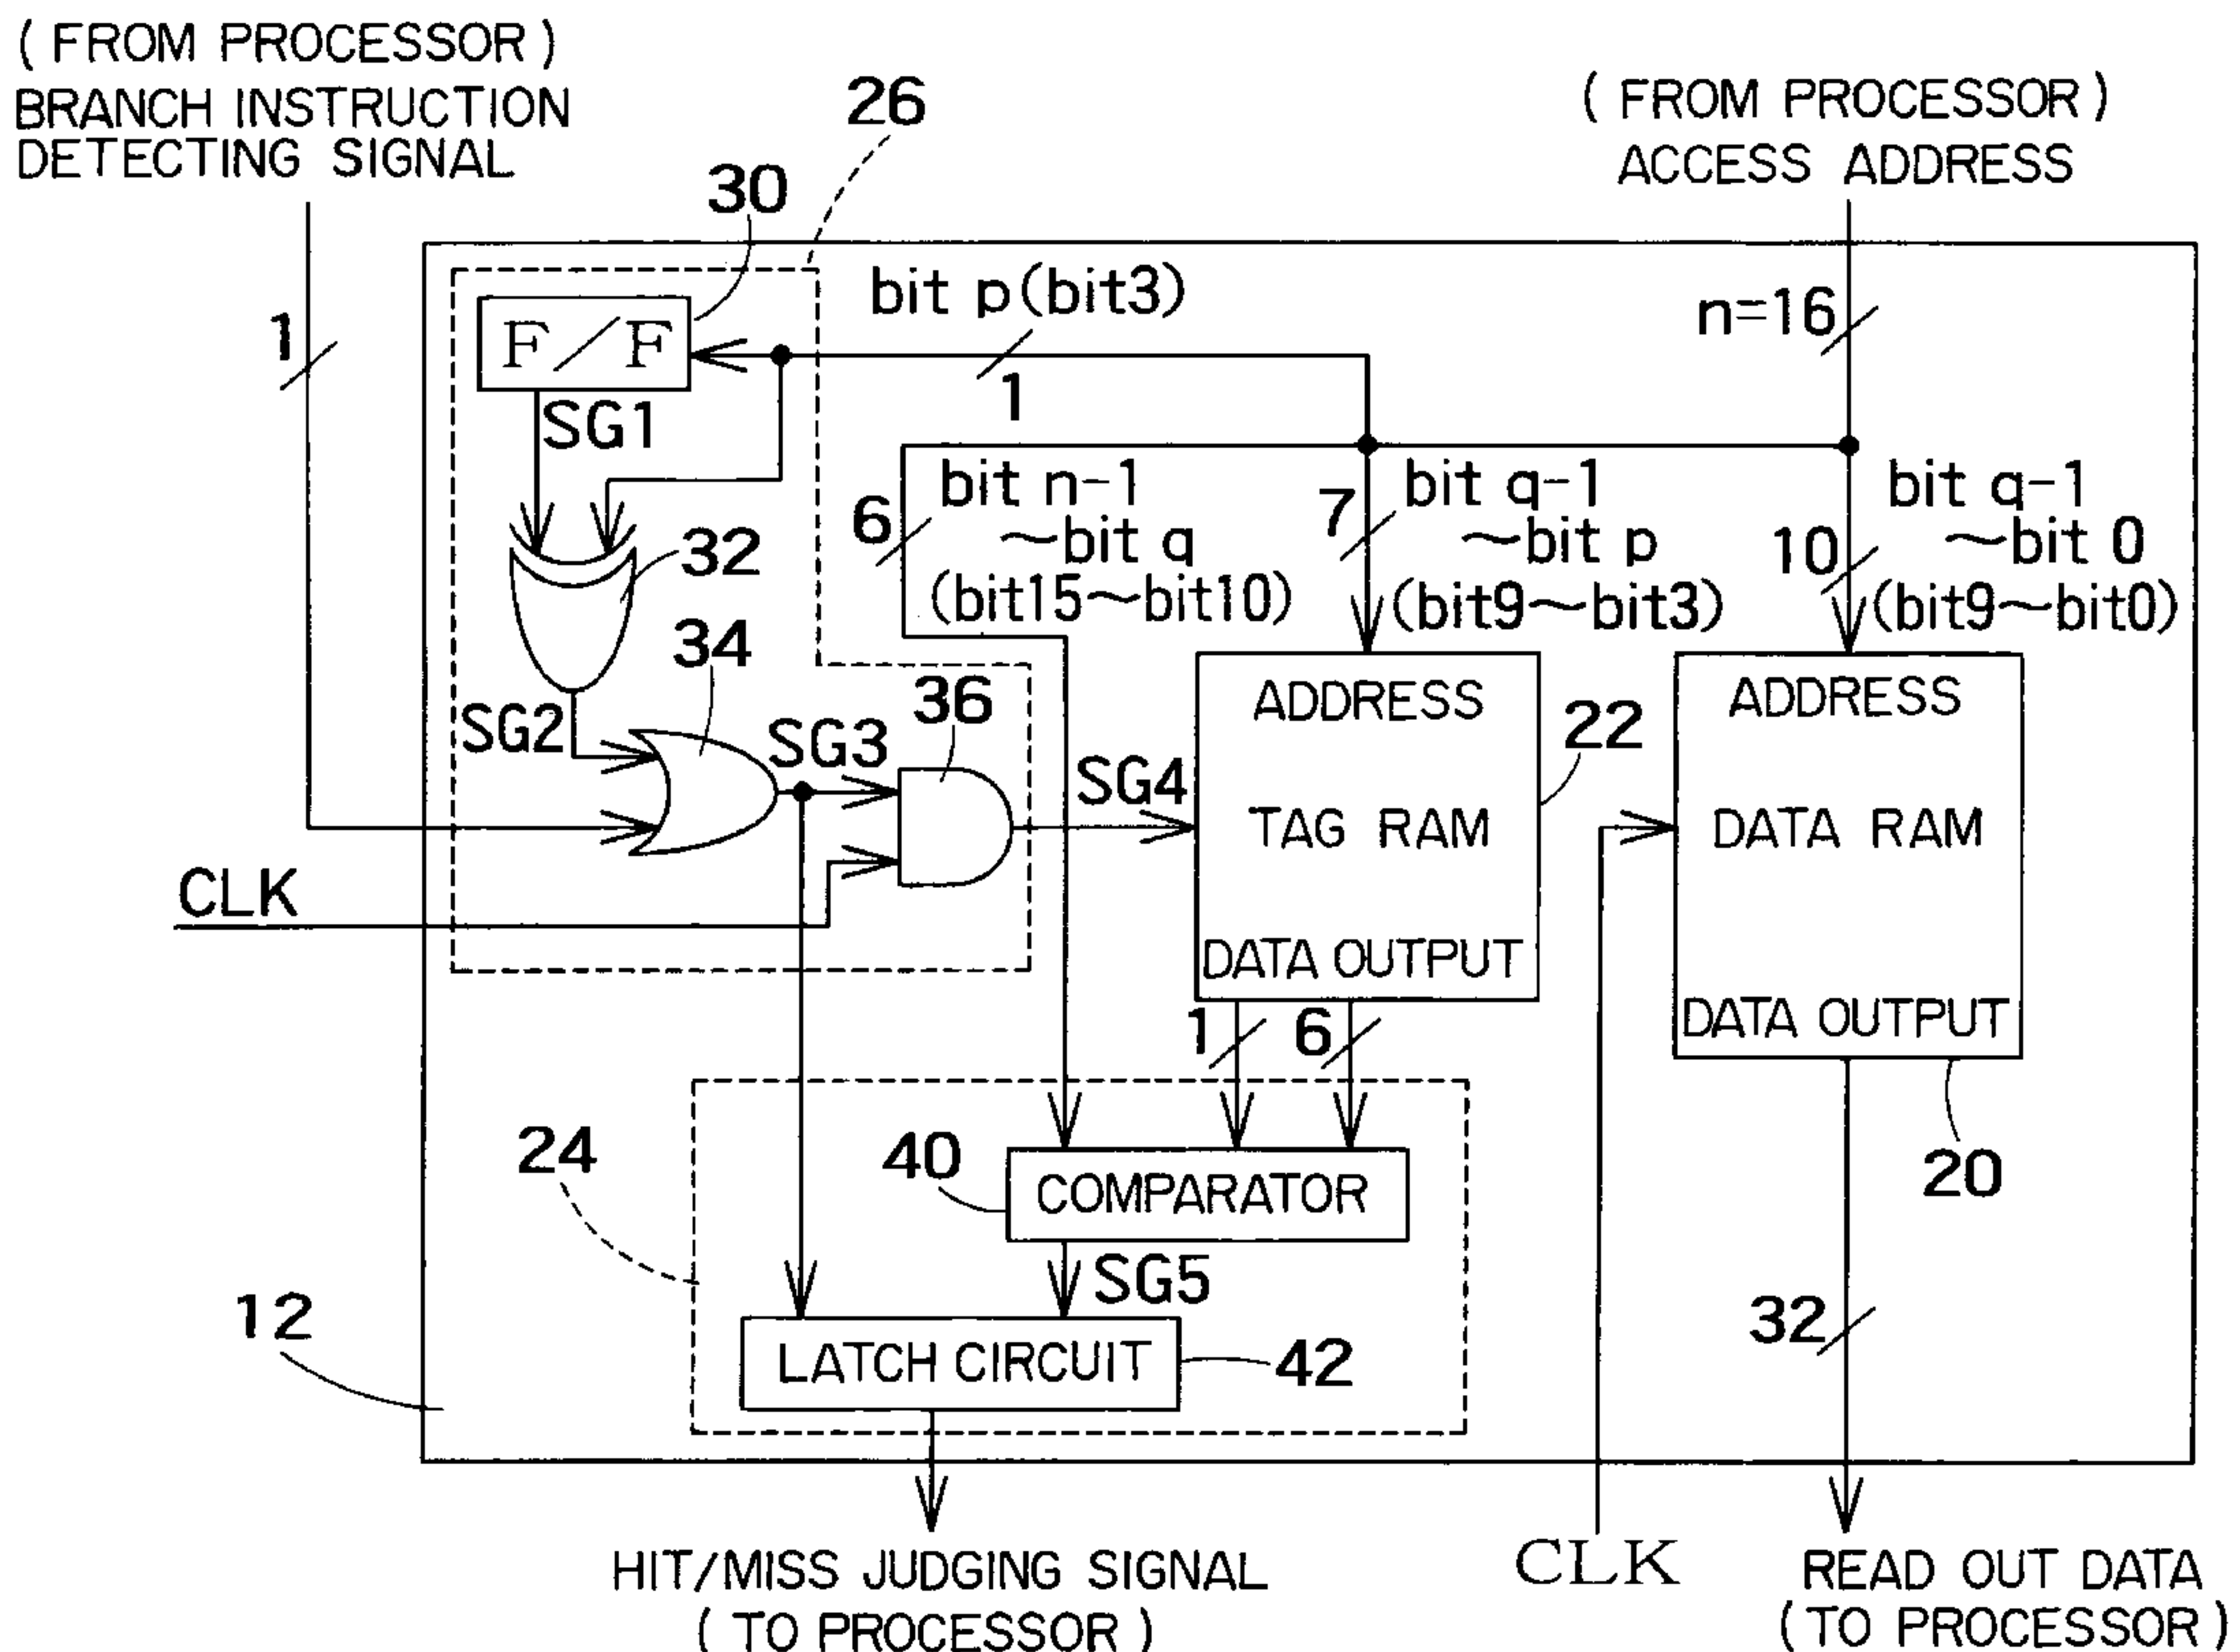 ( FROM PROCESSOR )
BRANCH INSTRUCTION
DETECTING SIGNAL
26
( FROM PROCESSOR )
ACCESS ADDRESS
30
1
F/F
bit p(bit3)
1
n=16
SG1
6
bit n-1
~bit q
(bit15~bit10)
7
bit q-1
~bit p
(bit9~bit3)
10
bit q-1
~bit 0
(bit9~bit0)
32
34
SG2
SG3
36
SG4
ADDRESS
TAG RAM
DATA OUTPUT
22
ADDRESS
DATA RAM
DATA OUTPUT
CLK
1
6
20
24
40
COMPARATOR
SG5
12
LATCH CIRCUIT
42
32
HIT/MISS JUDGING SIGNAL
( TO PROCESSOR )
CLK
READ OUT DATA
( TO PROCESSOR )